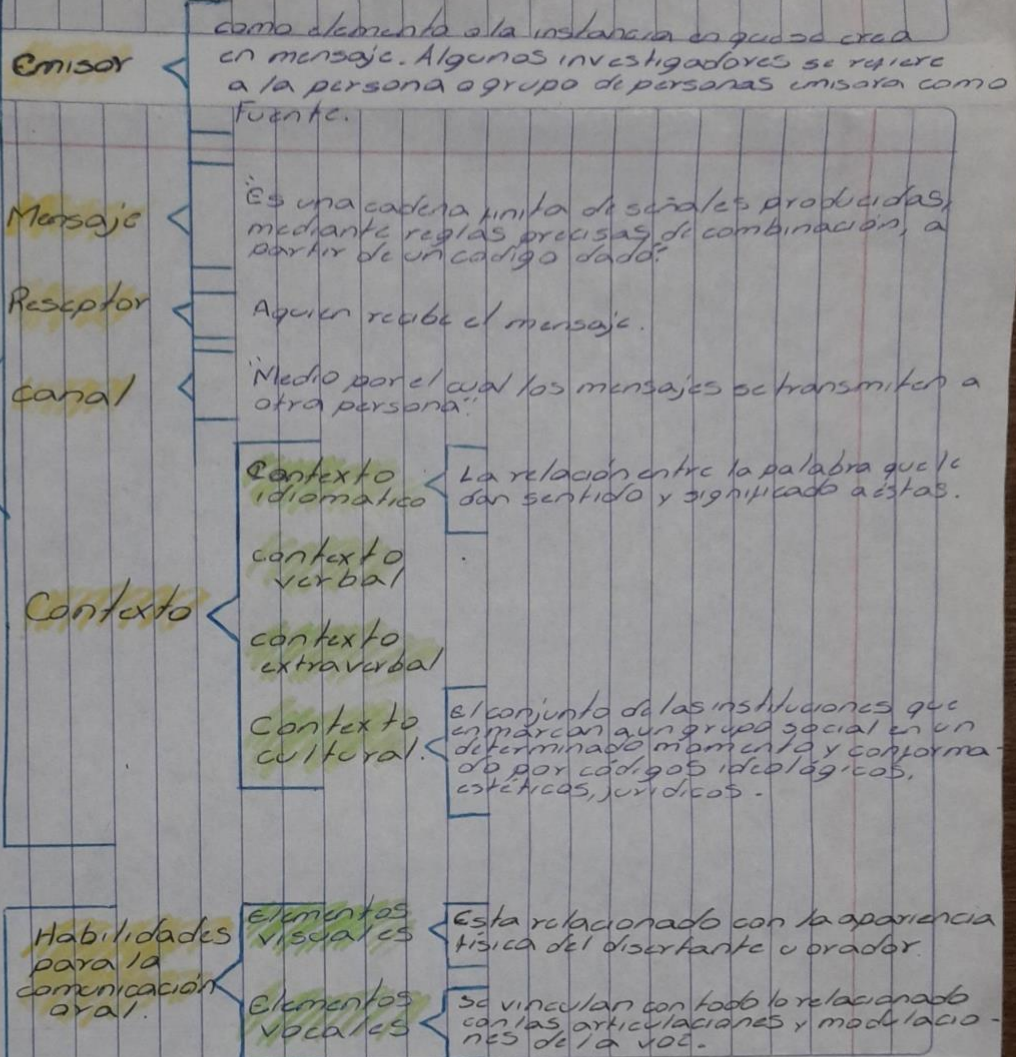 Emisor
como elemento o la instancia en que se crea
en mensaje. Algunos investigadores se refiere
a la persona o grupo de personas emisora como
Fuente.
Mensaje
"Es una cadena finita de señales producidas,
mediante reglas precisas de combinación, a
partir de un codigo dado."
Reseptor
Aquien recibe el mensaje.
canal
"Medio por el cual los mensajes se transmiten a
otra persona".
Contexto
Contexto
idiomatico
La relación entre la palabra que le
dan sentido y significado a éstas.
contexto
verbal
contexto
extraverbal
Contexto
cultural.
El conjunto de las instituciones que
enmarcan a un grupo social en un
determinado momento y conforma-
do por códigos ideológicos,
estéticos, jurídicos.
Habilidades
para la
comunicación
oral.
Elementos
visuales
Esta relacionado con la apariencia
física del disertante u orador.
Elementos
vocales
Se vinculan con todo lo relacionado
con las articulaciones y modulacio-
nes de la voz.